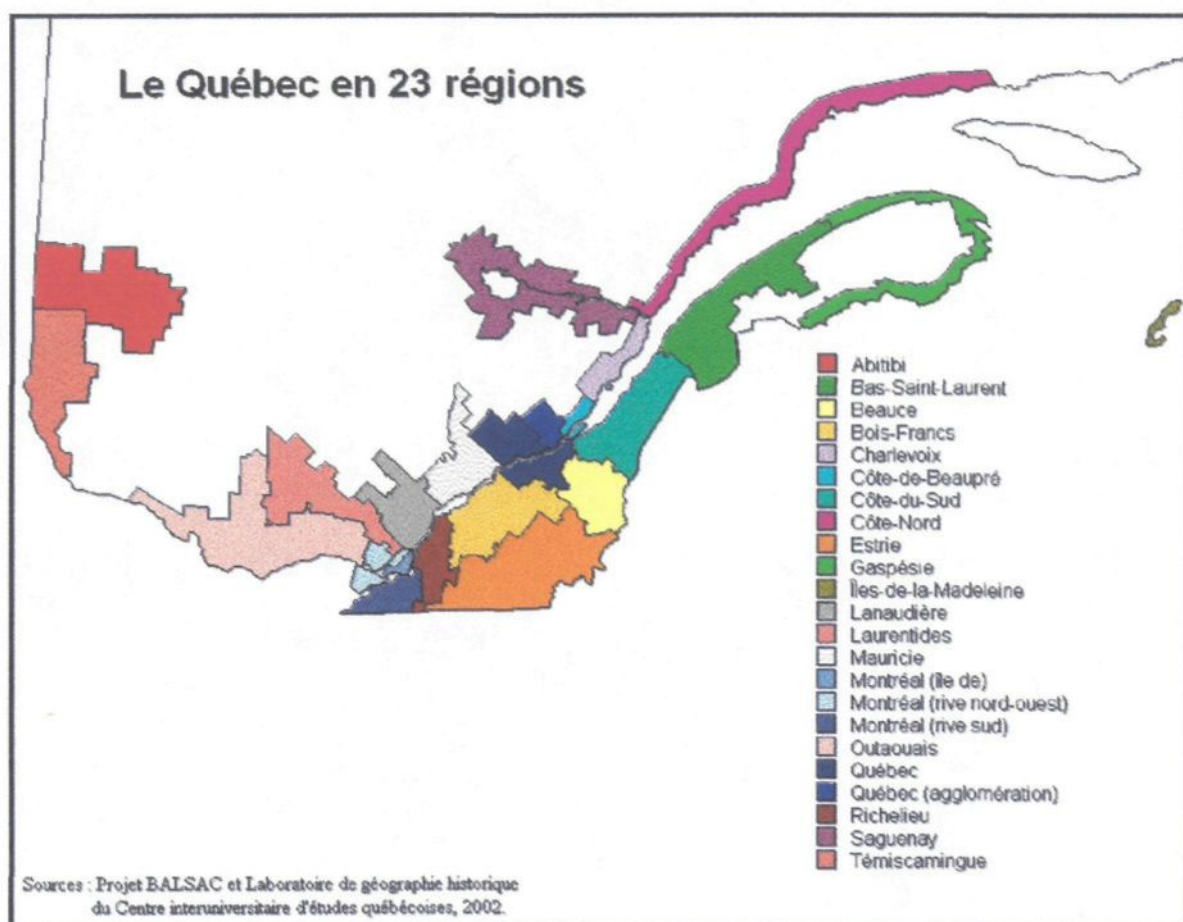 Le Québec en 23 régions
Abitibi
Bas-Saint-Laurent
Beauce
Bois-Francs
Charlevoix
Côte-de-Beaupré
Côte-du-Sud
Côte-Nord
Estrie
Gaspésie
Îles-de-la-Madeleine
Lanaudière
Laurentides
Mauricie
Montréal (île de)
Montréal (rive nord-ouest)
Montréal (rive sud)
Outaouais
Québec
Québec (agglomération)
Richelieu
Saguenay
Témiscamingue
Sources : Projet BALSAC et Laboratoire de géographie historique
du Centre interuniversitaire d'études québécoises, 2002.